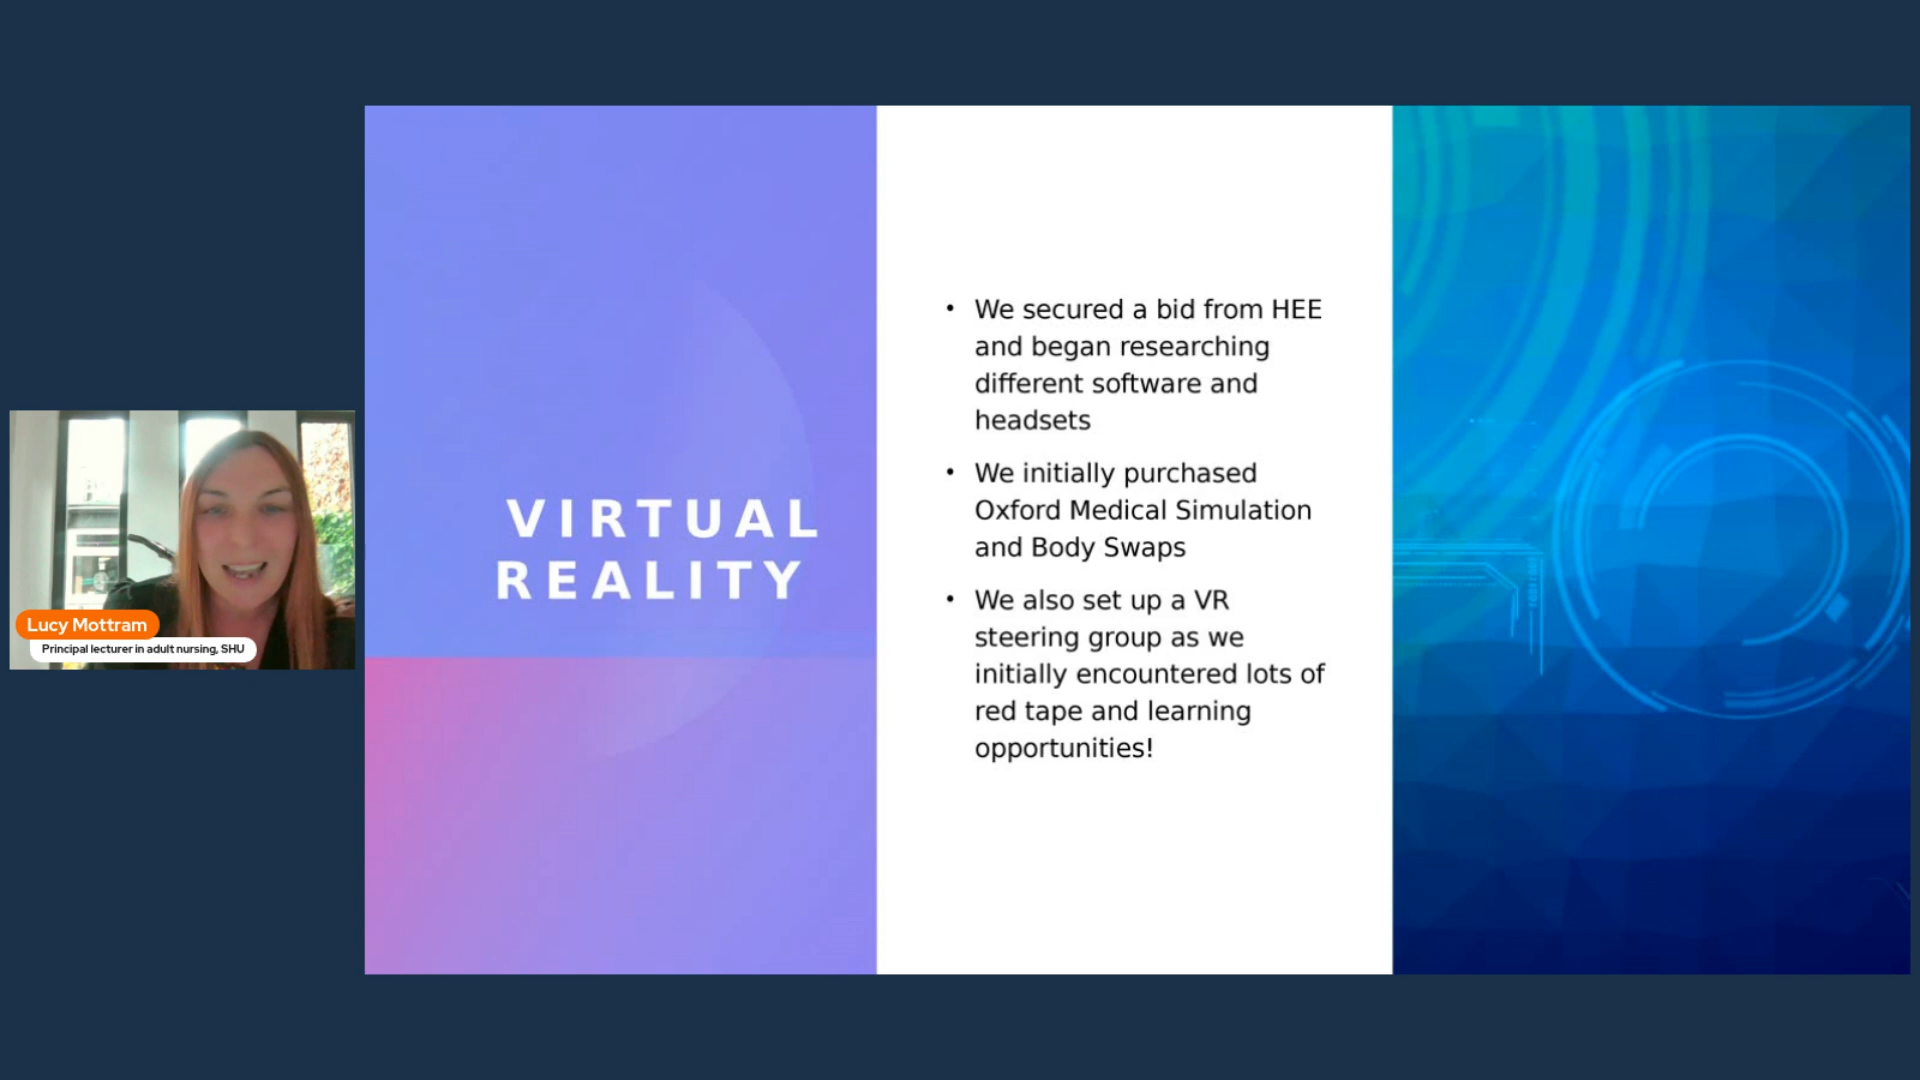 VIRTUAL
REALITY
• We secured a bid from HEE
and began researching
different software and
headsets
• We initially purchased
Oxford Medical Simulation
and Body Swaps
• We also set up a VR
steering group as we
initially encountered lots of
red tape and learning
opportunities!
Lucy Mottram
Principal lecturer in adult nursing, SHU